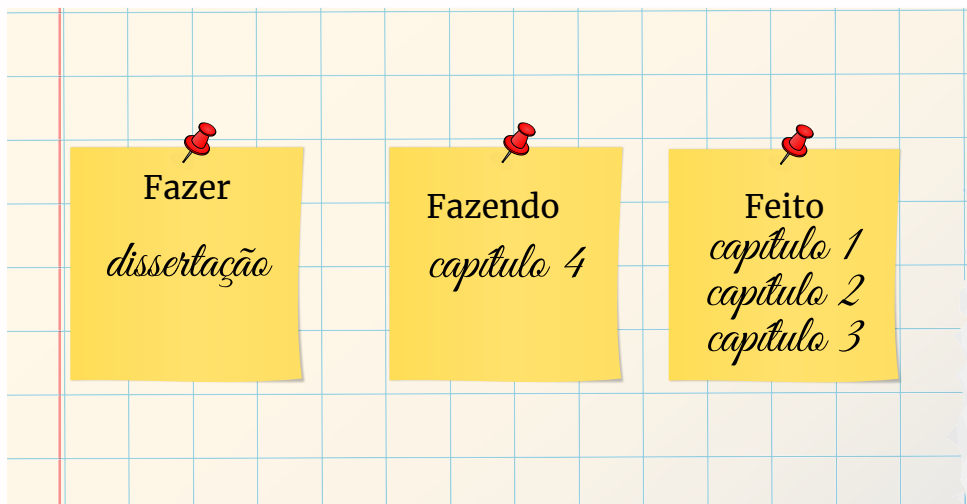 Fazer
dissertação
Fazendo
capítulo 4
Feito
capítulo 1
capítulo 2
capítulo 3